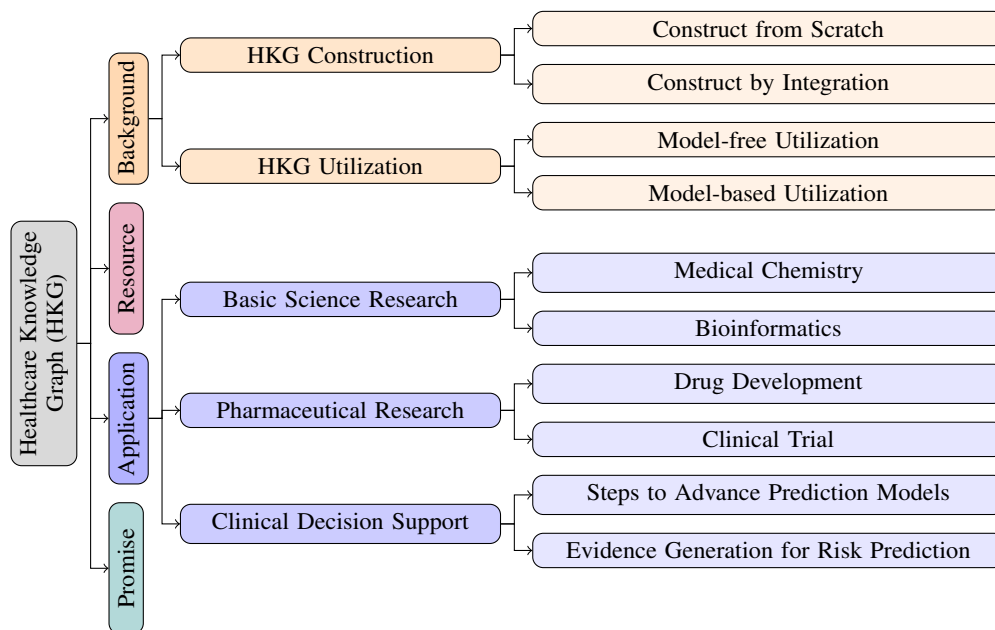 Healthcare Knowledge
Graph (HKG)
Background
HKG Construction
Construct from Scratch
Construct by Integration
HKG Utilization
Model-free Utilization
Model-based Utilization
Resource
Application
Basic Science Research
Medical Chemistry
Bioinformatics
Pharmaceutical Research
Drug Development
Clinical Trial
Clinical Decision Support
Steps to Advance Prediction Models
Evidence Generation for Risk Prediction
Promise